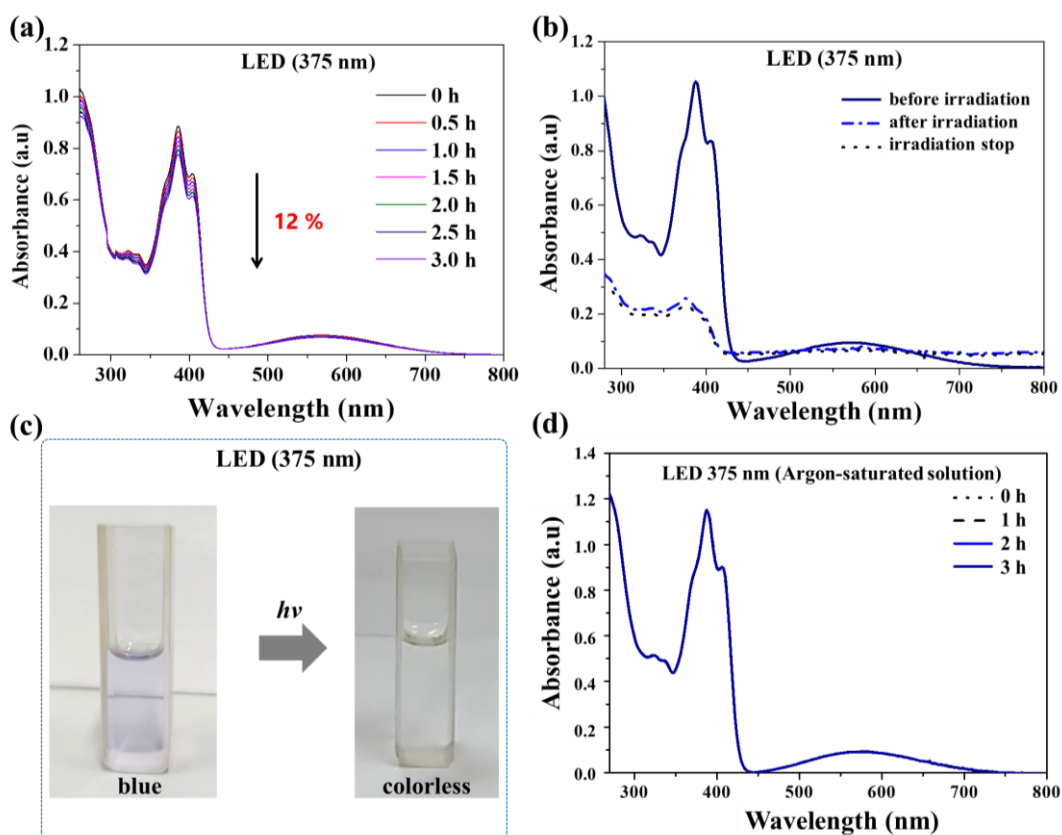 (a)
LED (375 nm)
0 h
0.5 h
1.0 h
1.5 h
2.0 h
2.5 h
3.0 h
12 %
1.2
1.0
0.8
0.6
0.4
0.2
0.0
Absorbance (a.u)
300 400 500 600 700 800
Wavelength (nm)
(b)
LED (375 nm)
before irradiation
after irradiation
irradiation stop
1.2
1.0
0.8
0.6
0.4
0.2
0.0
Absorbance (a.u)
300 400 500 600 700 800
Wavelength (nm)
(c)
LED (375 nm)
hv
blue
colorless
(d)
LED 375 nm (Argon-saturated solution)
0 h
1 h
2 h
3 h
1.4
1.2
1.0
0.8
0.6
0.4
0.2
0.0
Absorbance (a.u)
300 400 500 600 700 800
Wavelength (nm)